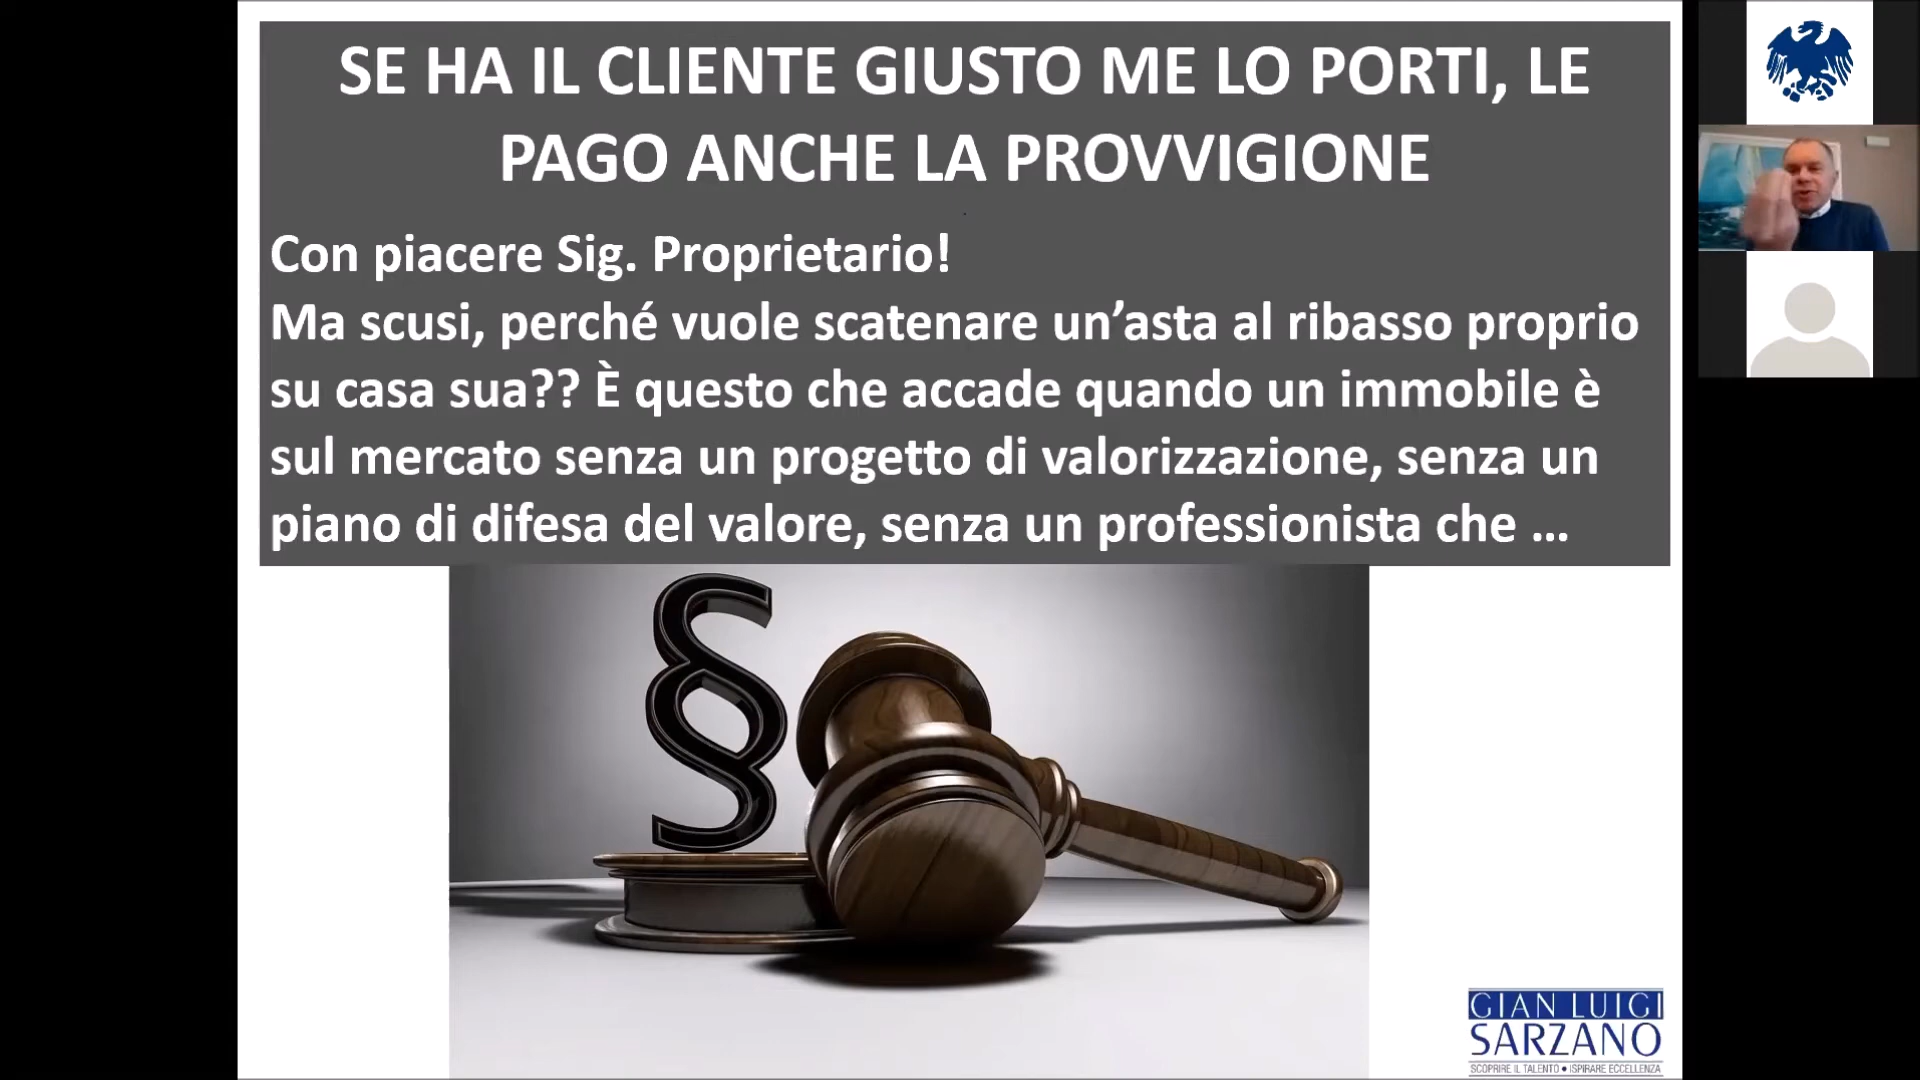 SE HA IL CLIENTE GIUSTO ME LO PORTI, LE
PAGO ANCHE LA PROVVIGIONE
Con piacere Sig. Proprietario!
Ma scusi, perché vuole scatenare un’asta al ribasso proprio
su casa sua?? È questo che accade quando un immobile è
sul mercato senza un progetto di valorizzazione, senza un
piano di difesa del valore, senza un professionista che ...
GIAN LUIGI
SARZANO
SCOPRIRE IL TALENTO • ISPIRARE ECCELLENZA